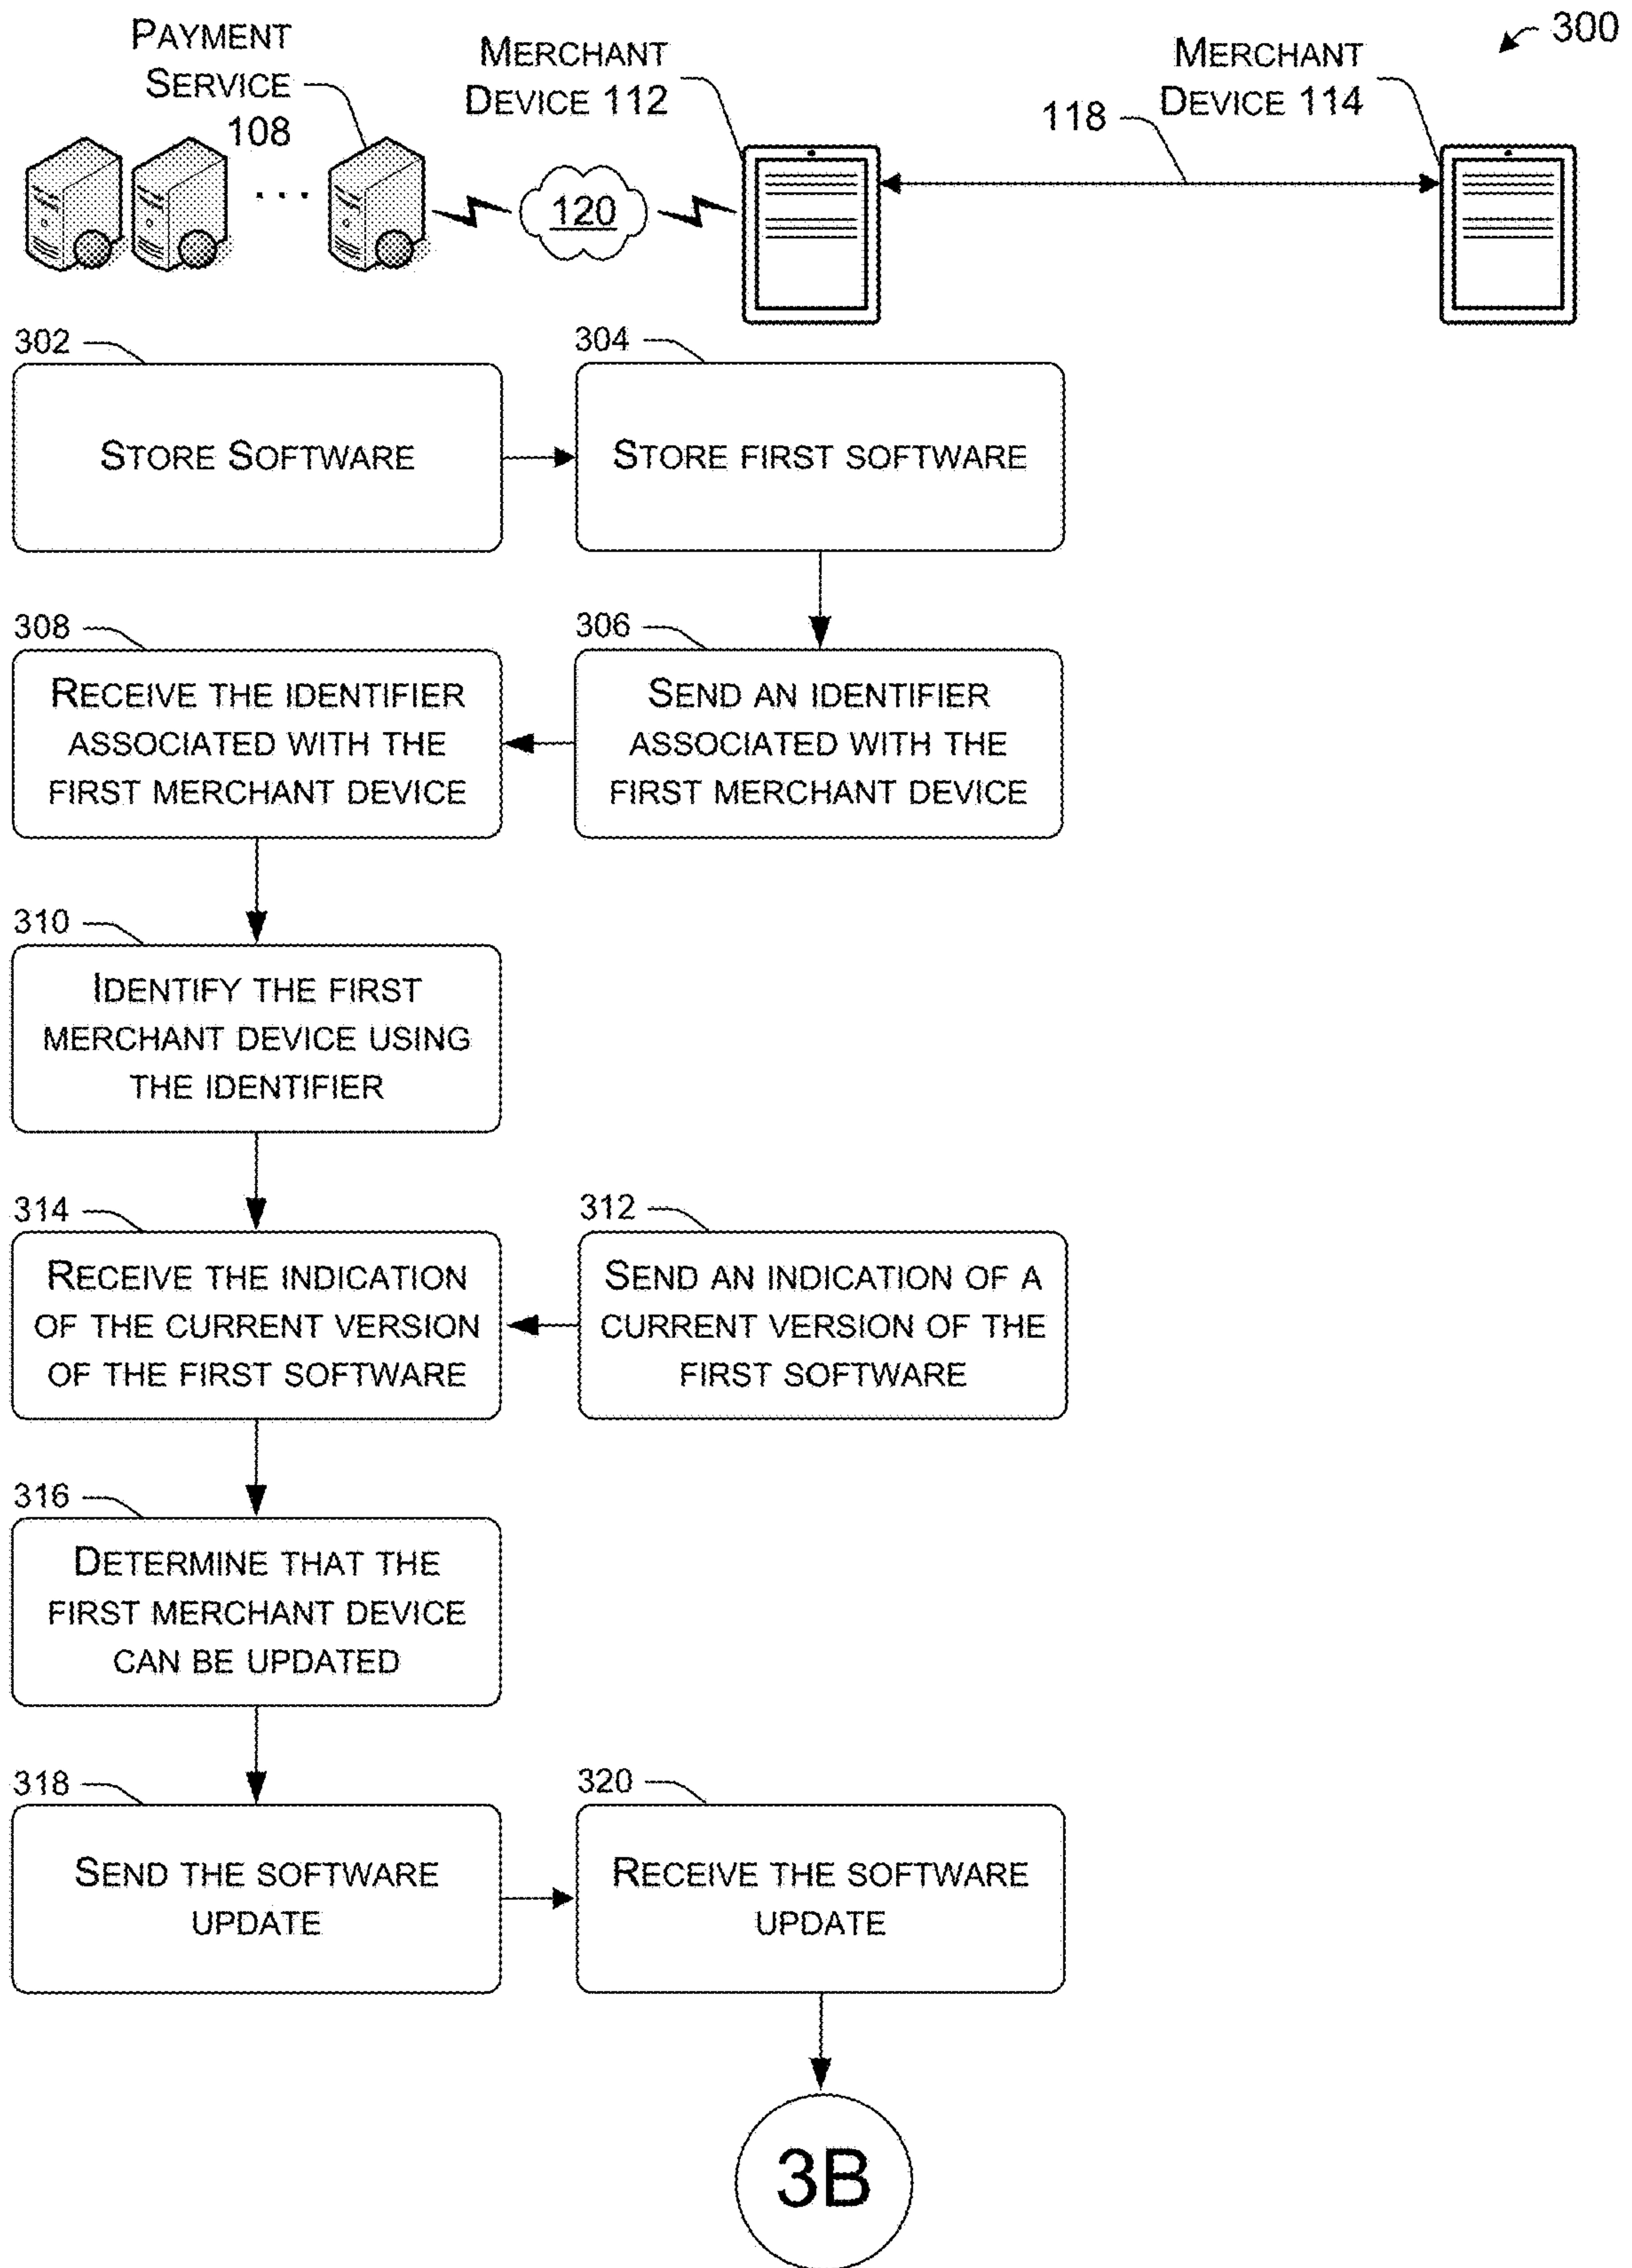 PAYMENT
SERVICE
108
MERCHANT
DEVICE 112
118
MERCHANT
DEVICE 114
300
120
302
STORE SOFTWARE
304
STORE FIRST SOFTWARE
308
RECEIVE THE IDENTIFIER
ASSOCIATED WITH THE
FIRST MERCHANT DEVICE
306
SEND AN IDENTIFIER
ASSOCIATED WITH THE
FIRST MERCHANT DEVICE
310
IDENTIFY THE FIRST
MERCHANT DEVICE USING
THE IDENTIFIER
314
RECEIVE THE INDICATION
OF THE CURRENT VERSION
OF THE FIRST SOFTWARE
312
SEND AN INDICATION OF A
CURRENT VERSION OF THE
FIRST SOFTWARE
316
DETERMINE THAT THE
FIRST MERCHANT DEVICE
CAN BE UPDATED
318
SEND THE SOFTWARE
UPDATE
320
RECEIVE THE SOFTWARE
UPDATE
3B